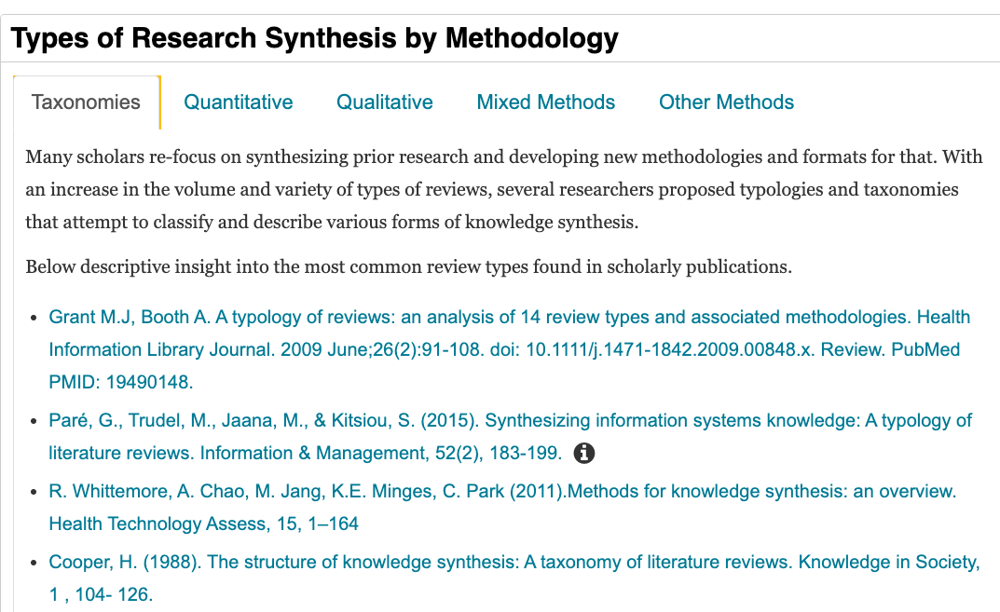 Types of Research Synthesis by Methodology
Taxonomies Quantitative Qualitative Mixed Methods Other Methods
Many scholars re-focus on synthesizing prior research and developing new methodologies and formats for that. With
an increase in the volume and variety of types of reviews, several researchers proposed typologies and taxonomies
that attempt to classify and describe various forms of knowledge synthesis.
Below descriptive insight into the most common review types found in scholarly publications.
• Grant M.J, Booth A. A typology of reviews: an analysis of 14 review types and associated methodologies. Health
Information Library Journal. 2009 June;26(2):91-108. doi: 10.1111/j.1471-1842.2009.00848.x. Review. PubMed
PMID: 19490148.
• Paré, G., Trudel, M., Jaana, M., & Kitsiou, S. (2015). Synthesizing information systems knowledge: A typology of
literature reviews. Information & Management, 52(2), 183-199.
• R. Whittemore, A. Chao, M. Jang, K.E. Minges, C. Park (2011).Methods for knowledge synthesis: an overview.
Health Technology Assess, 15, 1–164
• Cooper, H. (1988). The structure of knowledge synthesis: A taxonomy of literature reviews. Knowledge in Society,
1 , 104- 126.